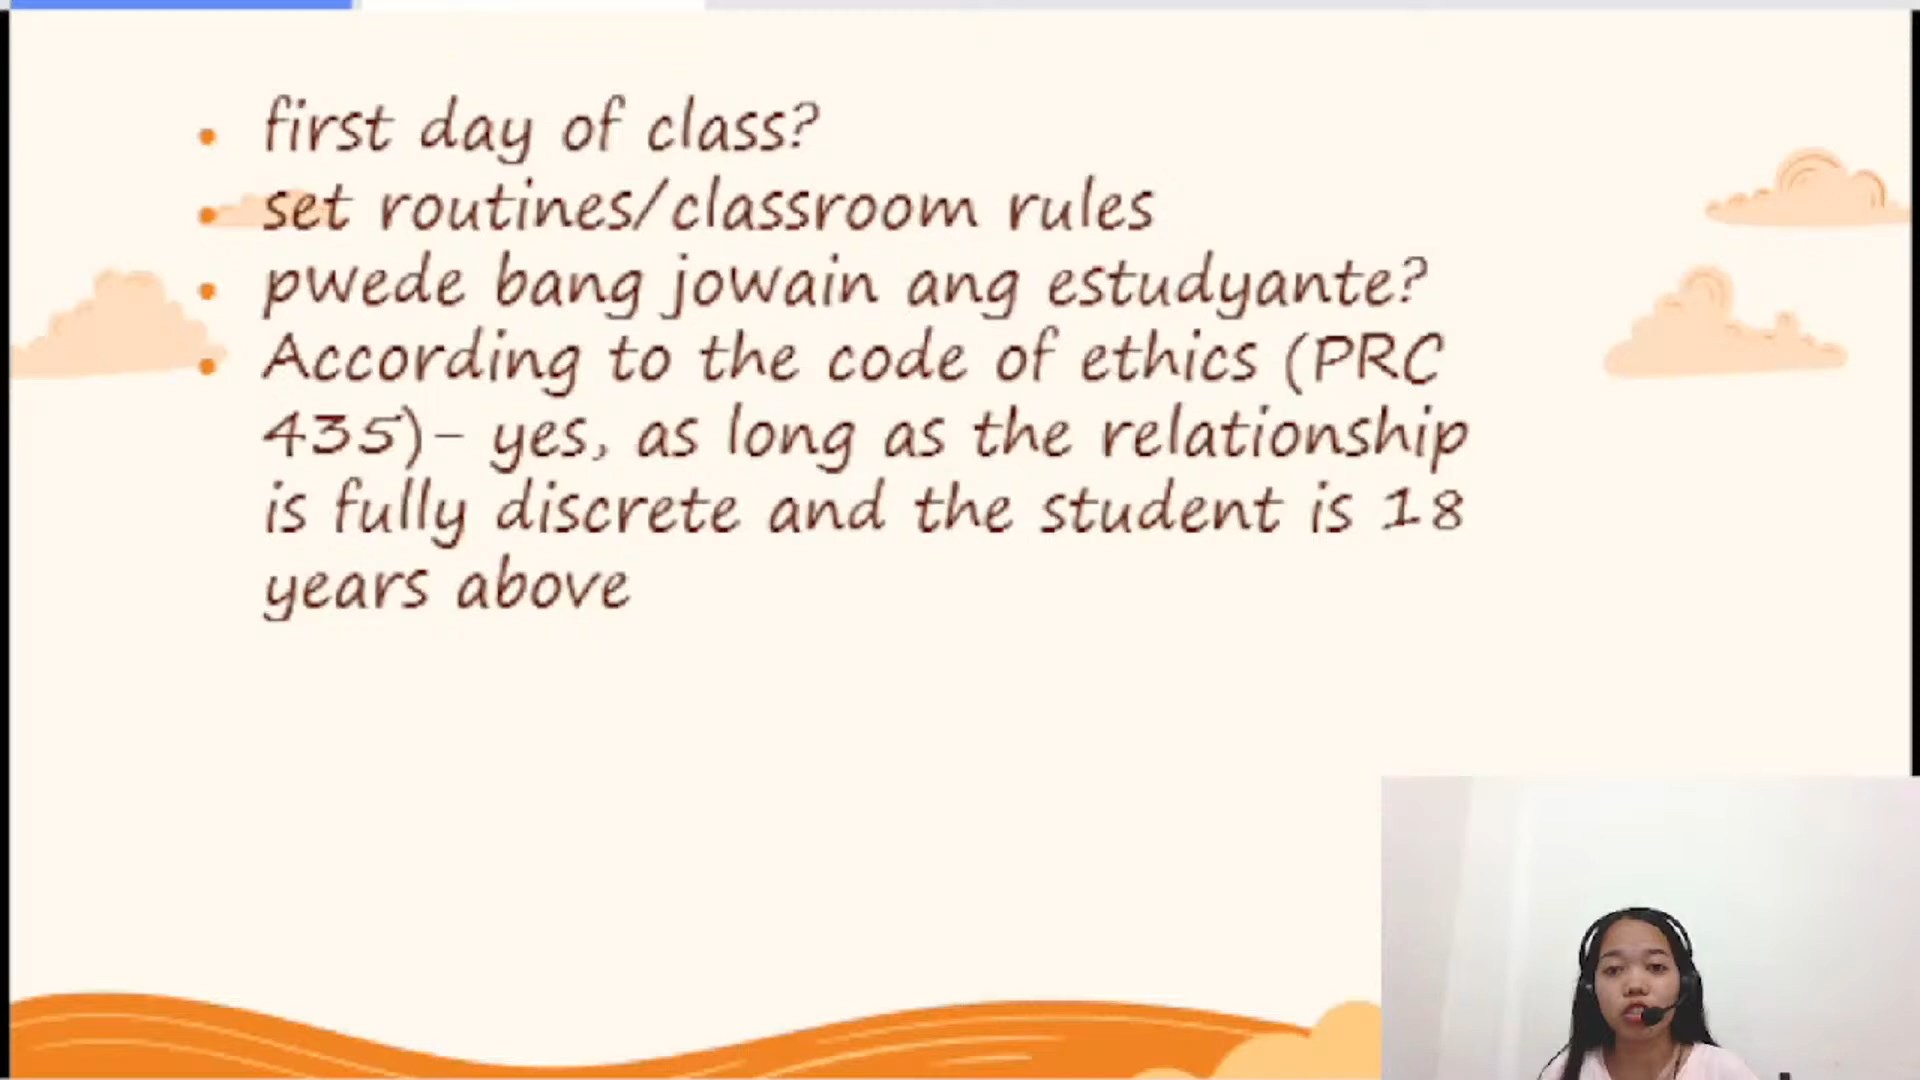 first day of class?
set routines/classroom rules
pwede bang jowain ang estudyante?
According to the code of ethics (PRC
435)- yes, as long as the relationship
is fully discrete and the student is 18
years above